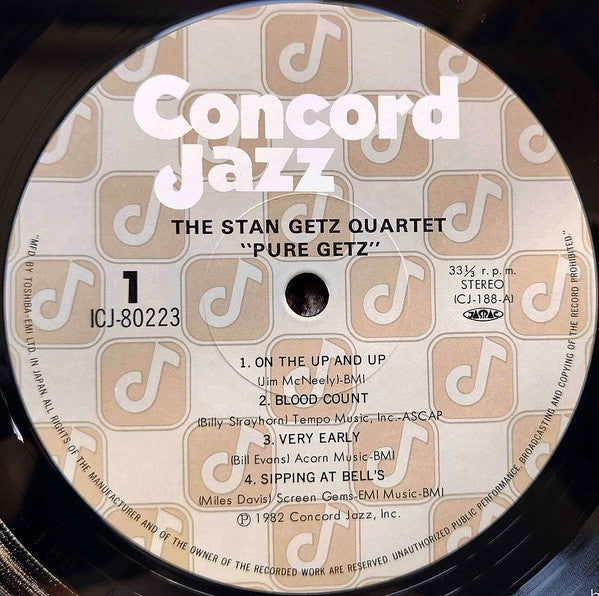 Concord
Jazz
THE STAN GETZ QUARTET
"PURE GETZ"
1
ICJ-80223
33⅓ r.p.m.
STEREO
ICJ-188-A1
JASRAC
1. ON THE UP AND UP
(Jim McNeely)-BMI
2. BLOOD COUNT
(Billy Strayhorn) Tempo Music, Inc.-ASCAP
3. VERY EARLY
(Bill Evans) Acorn Music-BMI
4. SIPPING AT BELL'S
(Miles Davis) Screen Gems-EMI Music-BMI
Ⓟ 1982 Concord Jazz, Inc.
"MFD BY TOSHIBA-EMI LTD. IN JAPAN ALL RIGHTS OF THE MANUFACTURER AND OF THE OWNER OF THE RECORDED WORK ARE RESERVED. UNAUTHORIZED PUBLIC PERFORMANCE, BROADCASTING AND COPYING OF THE RECORD PROHIBITED."